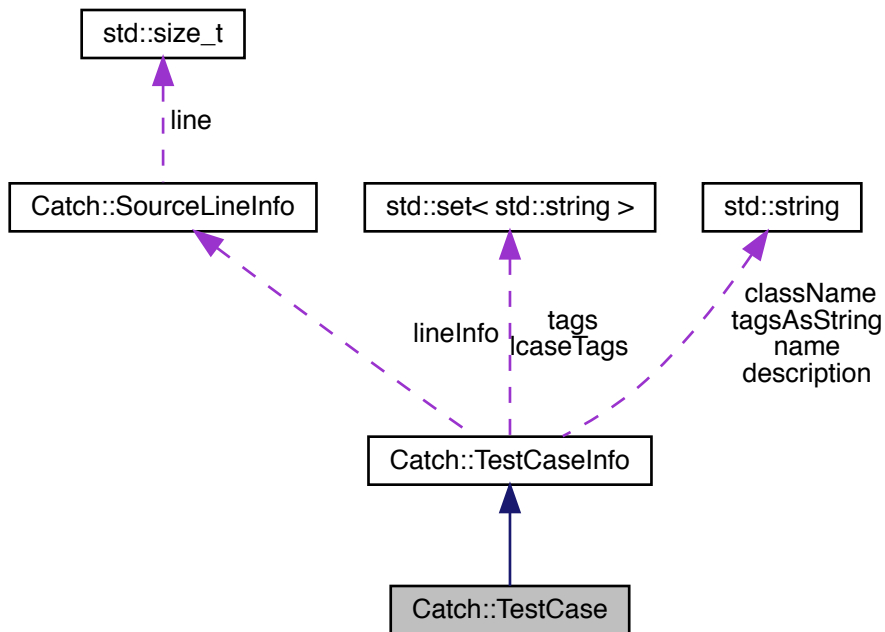 std::size_t
line
Catch::SourceLineInfo
std::set< std::string >
std::string
lineInfo
tags
lcaseTags
className
tagsAsString
name
description
Catch::TestCaseInfo
Catch::TestCase